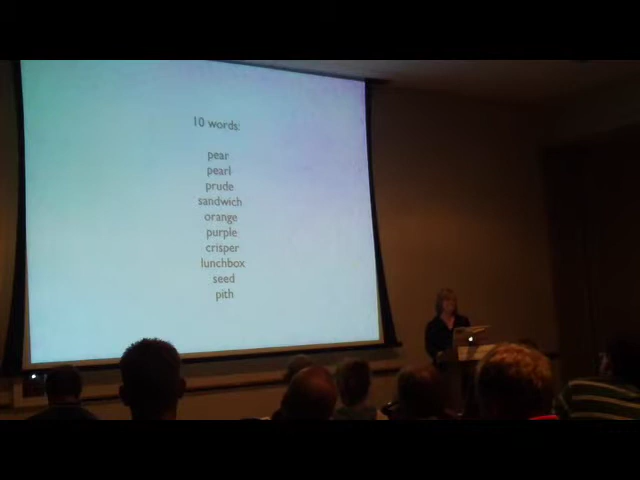 10 words:
pear
pearl
prude
sandwich
orange
purple
crisper
lunchbox
seed
pith